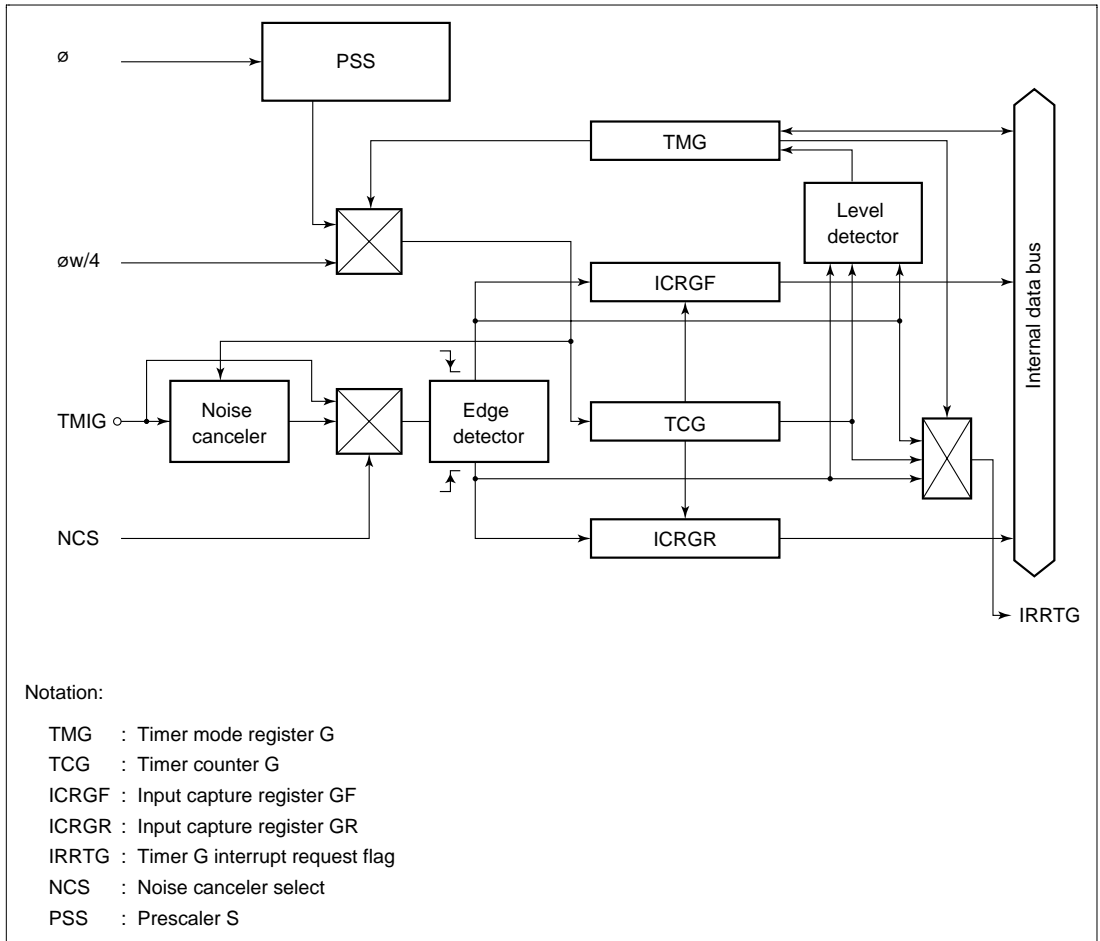 ø
PSS
TMG
Level
detector
øw/4
ICRGF
Internal data bus
TMIG
Noise
canceler
Edge
detector
TCG
NCS
ICRGR
IRRTG
Notation:
TMG : Timer mode register G
TCG : Timer counter G
ICRGF : Input capture register GF
ICRGR : Input capture register GR
IRRTG : Timer G interrupt request flag
NCS : Noise canceler select
PSS : Prescaler S